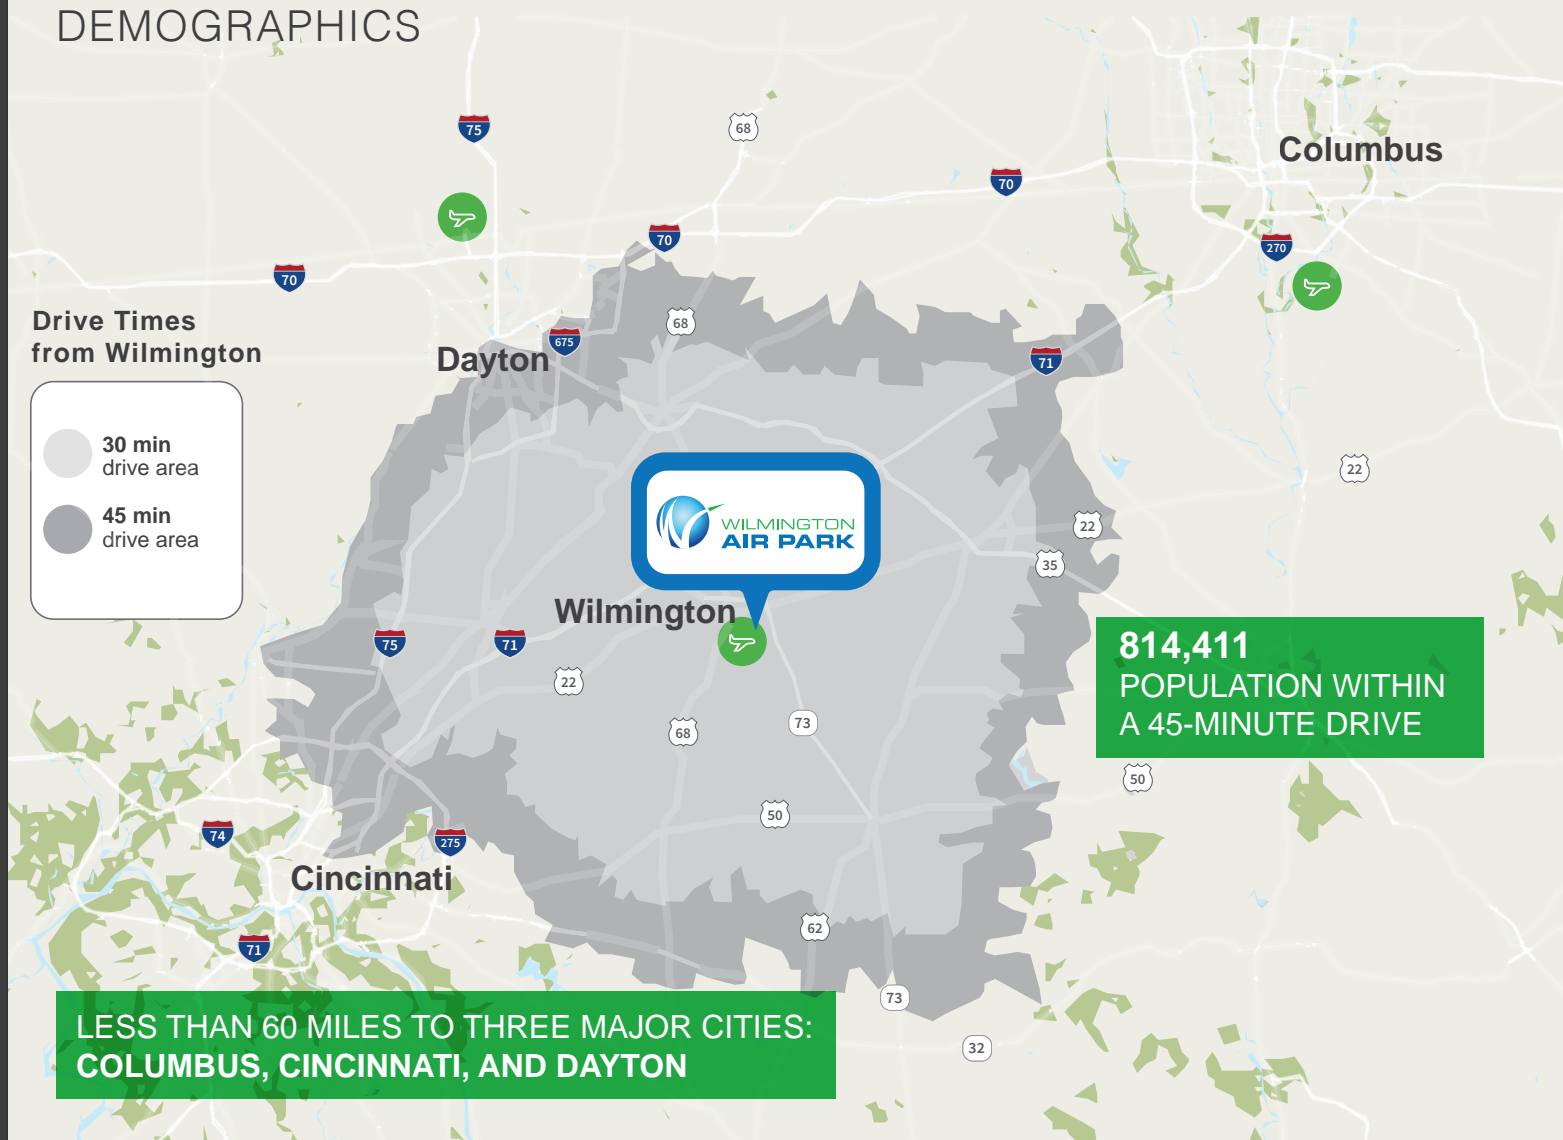 DEMOGRAPHICS
75
68
Columbus
70
70
270
70
Drive Times
from Wilmington
68
675
Dayton
71
30 min
drive area
22
45 min
drive area
WILMINGTON
AIR PARK
22
35
Wilmington
75
71
814,411
POPULATION WITHIN
A 45-MINUTE DRIVE
22
68
73
50
50
74
275
Cincinnati
62
71
73
LESS THAN 60 MILES TO THREE MAJOR CITIES:
COLUMBUS, CINCINNATI, AND DAYTON
32